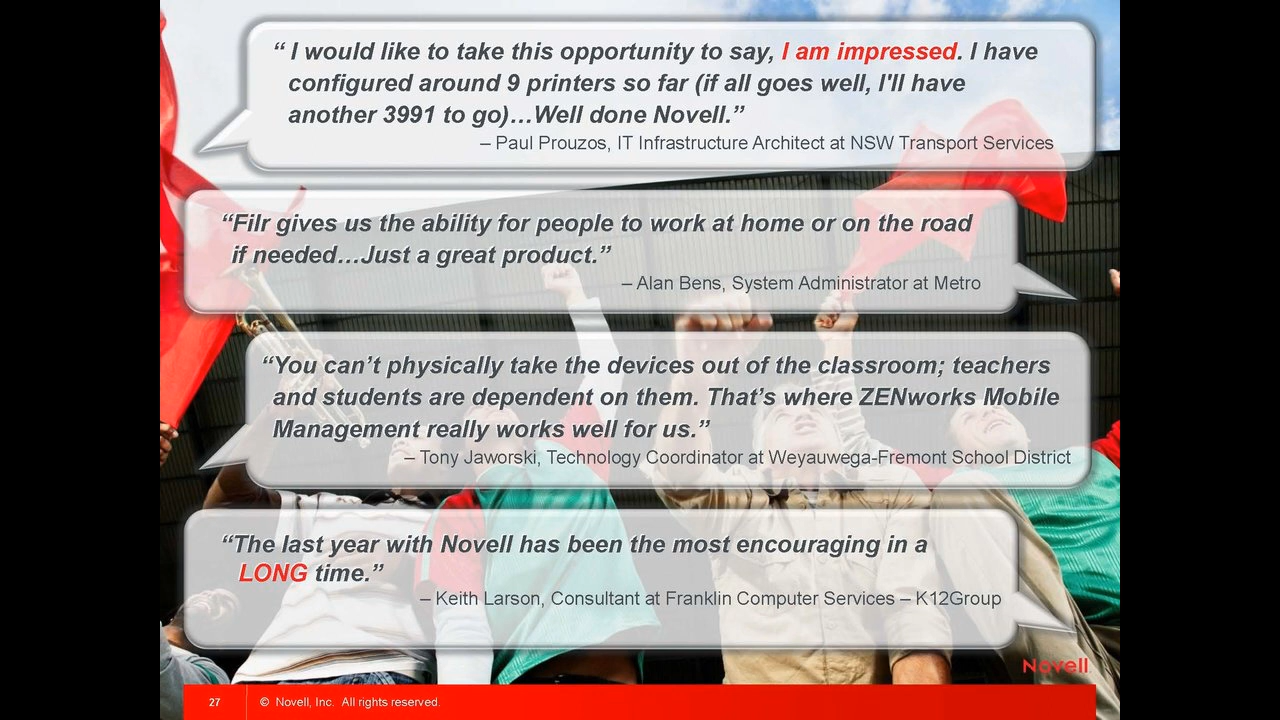 “ I would like to take this opportunity to say, I am impressed. I have
configured around 9 printers so far (if all goes well, I'll have
another 3991 to go)…Well done Novell.”
– Paul Prouzos, IT Infrastructure Architect at NSW Transport Services
“Filr gives us the ability for people to work at home or on the road
if needed…Just a great product.”
– Alan Bens, System Administrator at Metro
“You can’t physically take the devices out of the classroom; teachers
and students are dependent on them. That’s where ZENworks Mobile
Management really works well for us.”
– Tony Jaworski, Technology Coordinator at Weyauwega-Fremont School District
“The last year with Novell has been the most encouraging in a
LONG time.”
– Keith Larson, Consultant at Franklin Computer Services – K12Group
Novell
27 © Novell, Inc. All rights reserved.